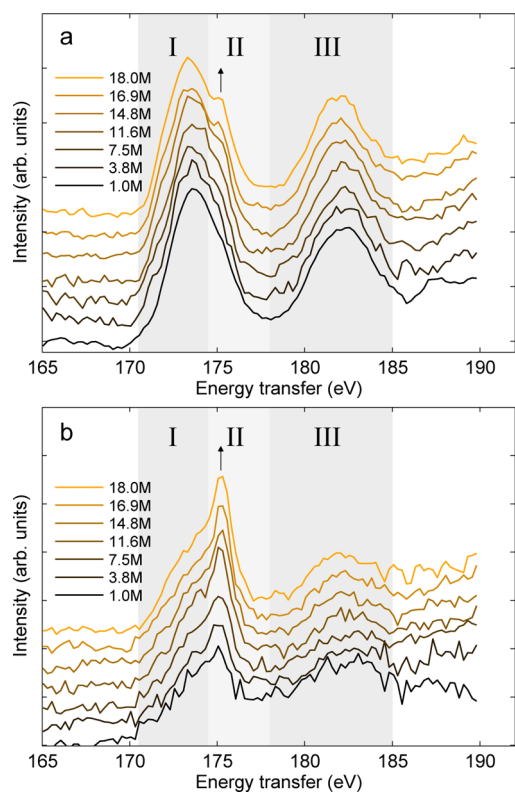 a
I II III
18.0M
16.9M
14.8M
11.6M
7.5M
3.8M
1.0M
Intensity (arb. units)
165 170 175 180 185 190
Energy transfer (eV)
b
I II III
18.0M
16.9M
14.8M
11.6M
7.5M
3.8M
1.0M
Intensity (arb. units)
165 170 175 180 185 190
Energy transfer (eV)